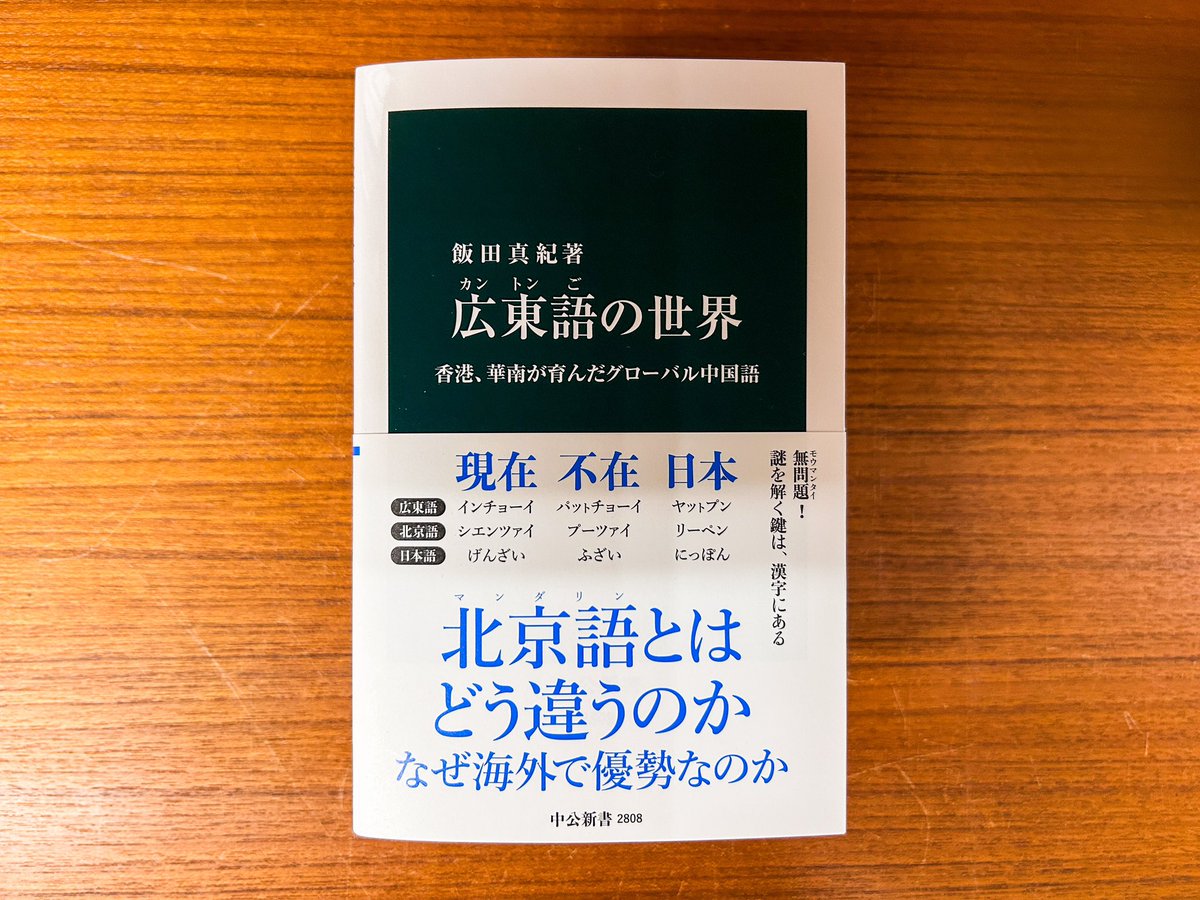 飯田真紀著
カントンご
広東語の世界
香港、華南が育んだグローバル中国語
モウマンタイ
無問題!
謎を解く鍵は、漢字にある
現在 不在 日本
広東語 インチョーイ パットチョーイ ヤットプン
北京語 シエンツァイ プーツァイ リーペン
日本語 げんざい ふざい にっぽん
マンダリン
北京語とは
どう違うのか
なぜ海外で優勢なのか
中公新書 2808